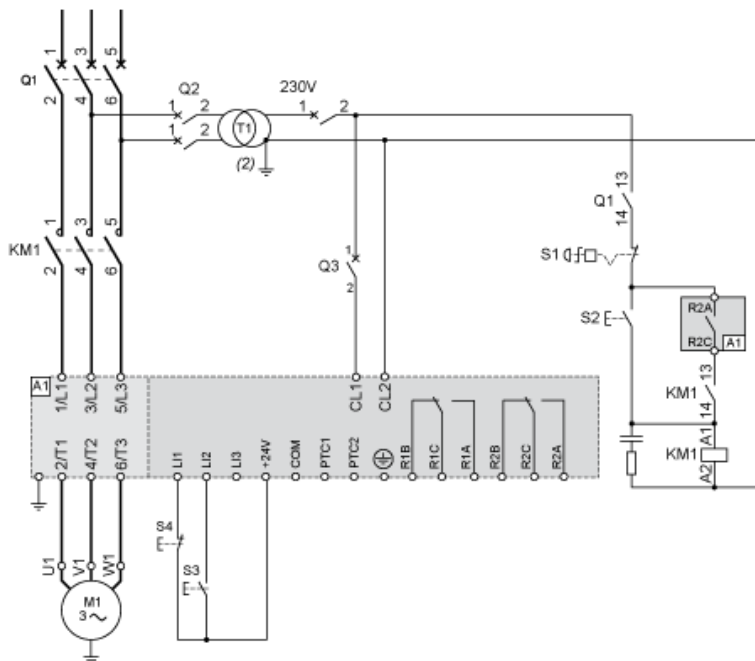 1 3 5
Q1
2 4 6
Q2
1 2
1 2
T1
(2)
230V
1 2
13
Q1
14
1 3 5
KM1
2 4 6
1
Q3
2
S1
S2
R2A
R2C A1
13
KM1
14
A1
KM1
A2
A1
1/L1 3/L2 5/L3
CL1 CL2
2/T1 4/T2 6/T3
LI1 LI2 LI3 +24V COM PTC1 PTC2 R1B R1C R1A R2B R2C R2A
S4
S3
U1 V1 W1
M1
3